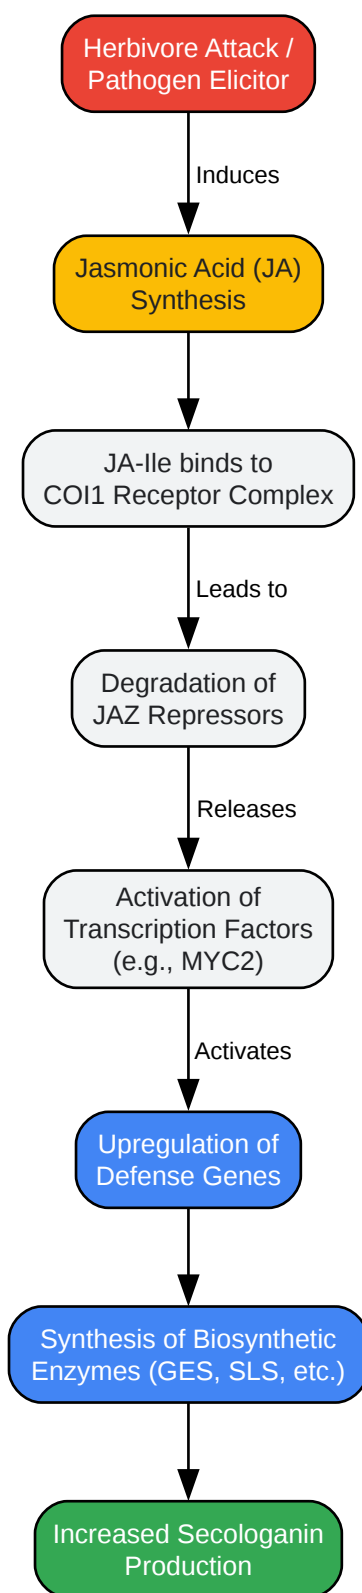 Herbivore Attack /
Pathogen Elicitor
Induces
Jasmonic Acid (JA)
Synthesis
JA-Ile binds to
COI1 Receptor Complex
Leads to
Degradation of
JAZ Repressors
Releases
Activation of
Transcription Factors
(e.g., MYC2)
Activates
Upregulation of
Defense Genes
Synthesis of Biosynthetic
Enzymes (GES, SLS, etc.)
Increased Secologanin
Production